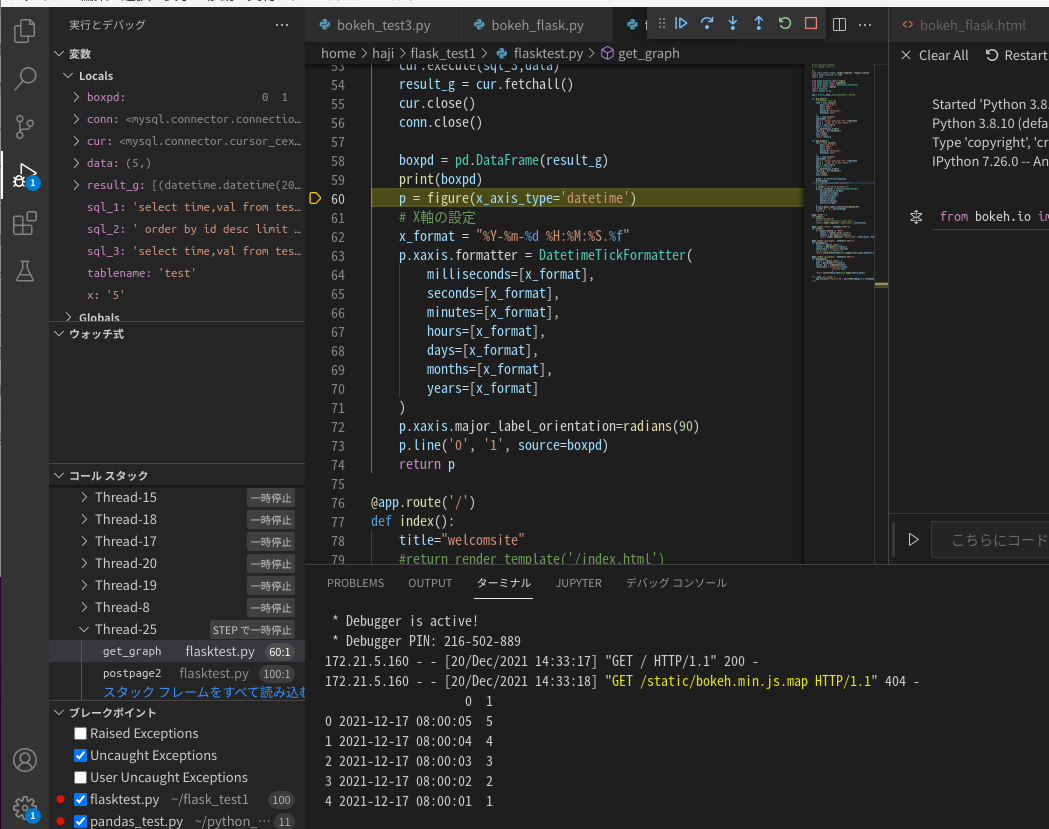 実行とデバッグ
変数
Locals
boxpd: 0 1
conn: <mysql.connector.connectio…
cur: <mysql.connector.cursor_cex…
data: (5,)
result_g: [(datetime.datetime(20…
sql_1: 'select time,val from tes…
sql_2: ' order by id desc limit …
sql_3: 'select time,val from tes…
tablename: 'test'
x: '5'
Globals
ウォッチ式
コール スタック
Thread-15 一時停止
Thread-18 一時停止
Thread-17 一時停止
Thread-20 一時停止
Thread-19 一時停止
Thread-8 一時停止
Thread-25 STEP で一時停止
get_graph flasktest.py 60:1
postpage2 flasktest.py 100:1
スタック フレームをすべて読み込む
ブレークポイント
Raised Exceptions
Uncaught Exceptions
User Uncaught Exceptions
flasktest.py ~/flask_test1 100
pandas_test.py ~/python_… 11
1
1
bokeh_test3.py bokeh_flask.py
home > haji > flask_test1 > flasktest.py > get_graph
53 cur.execute(sql_3,data)
54 result_g = cur.fetchall()
55 cur.close()
56 conn.close()
57
58 boxpd = pd.DataFrame(result_g)
59 print(boxpd)
60 p = figure(x_axis_type='datetime')
61 # X軸の設定
62 x_format = "%Y-%m-%d %H:%M:%S.%f"
63 p.xaxis.formatter = DatetimeTickFormatter(
64 milliseconds=[x_format],
65 seconds=[x_format],
66 minutes=[x_format],
67 hours=[x_format],
68 days=[x_format],
69 months=[x_format],
70 years=[x_format]
71 )
72 p.xaxis.major_label_orientation=radians(90)
73 p.line('0', '1', source=boxpd)
74 return p
75
76 @app.route('/')
77 def index():
78 title="welcomsite"
79 #return render_template('/index.html')
bokeh_flask.html
Clear All Restart
Started 'Python 3.8.
Python 3.8.10 (defa
Type 'copyright', 'cr
IPython 7.26.0 -- An
from bokeh.io im
こちらにコード
PROBLEMS OUTPUT ターミナル JUPYTER デバッグ コンソール
* Debugger is active!
* Debugger PIN: 216-502-889
172.21.5.160 - - [20/Dec/2021 14:33:17] "GET / HTTP/1.1" 200 -
172.21.5.160 - - [20/Dec/2021 14:33:18] "GET /static/bokeh.min.js.map HTTP/1.1" 404 -
0 1
0 2021-12-17 08:00:05 5
1 2021-12-17 08:00:04 4
2 2021-12-17 08:00:03 3
3 2021-12-17 08:00:02 2
4 2021-12-17 08:00:01 1